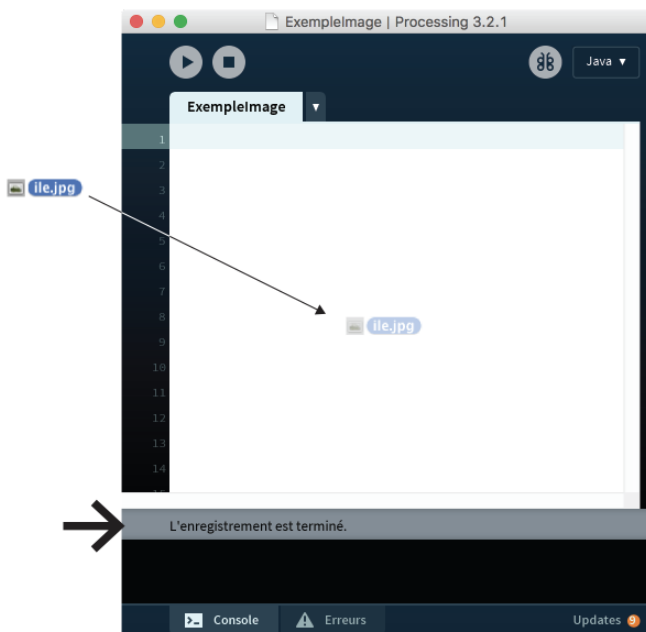 ExempleImage | Processing 3.2.1
Java
ExempleImage
1
2
3
ile.jpg
4
5
6
7
8
ile.jpg
9
10
11
12
13
14
L'enregistrement est terminé.
Console Erreurs Updates 9